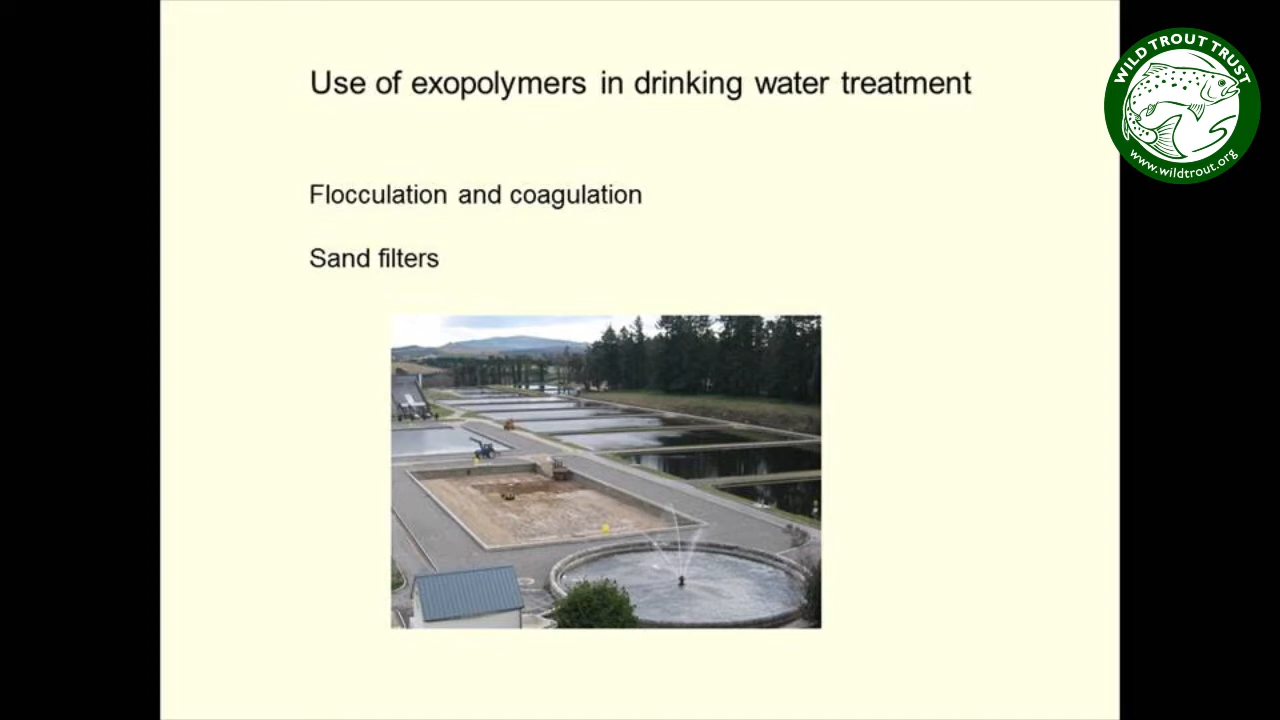 Use of exopolymers in drinking water treatment
WILD TROUT TRUST
www.wildtrout.org
Flocculation and coagulation
Sand filters